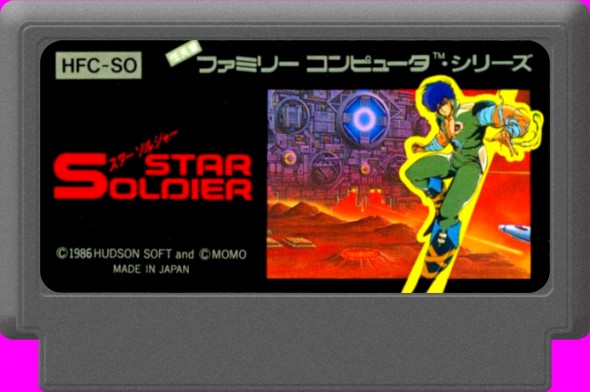 HFC-SO
ファミリー コンピュータ™・シリーズ
スターソルジャー
STAR
SOLDIER
©1986 HUDSON SOFT and ©MOMO
MADE IN JAPAN